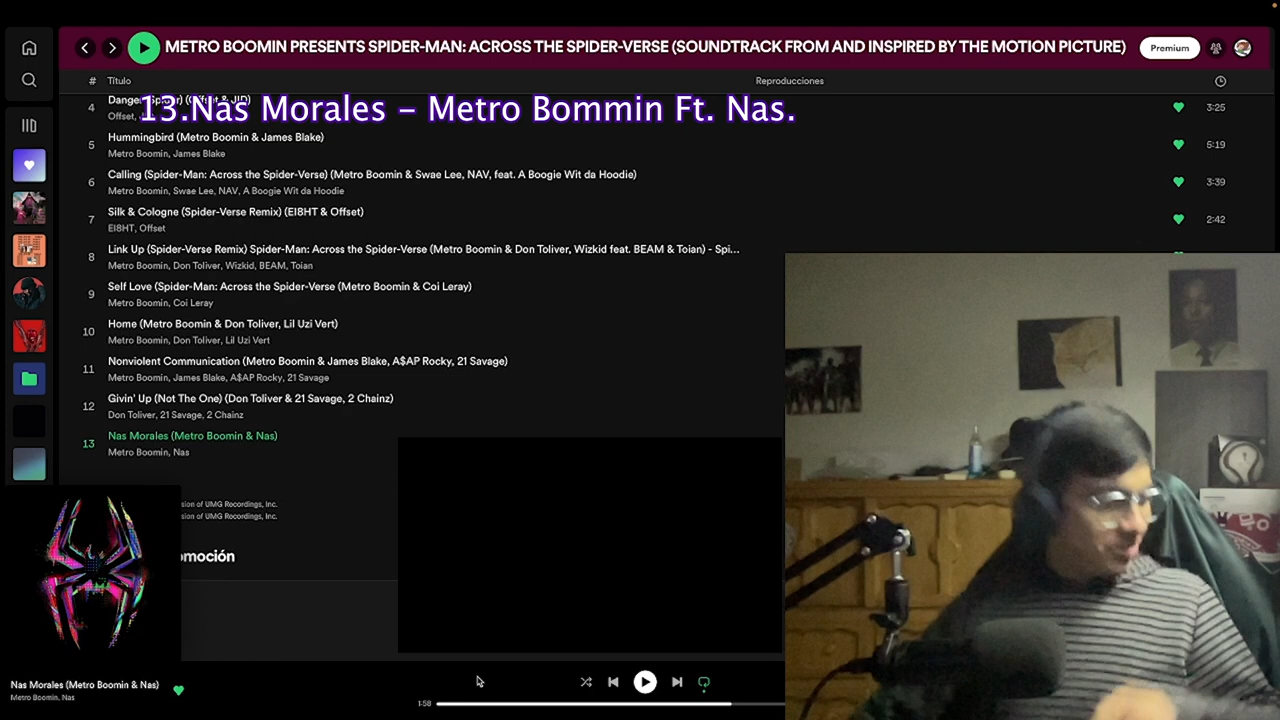 METRO BOOMIN PRESENTS SPIDER-MAN: ACROSS THE SPIDER-VERSE (SOUNDTRACK FROM AND INSPIRED BY THE MOTION PICTURE)
Premium
# Título Reproducciones
13.Nas Morales - Metro Bommin Ft. Nas.
4 3:25
Offset,
5 Hummingbird (Metro Boomin & James Blake) 5:19
Metro Boomin, James Blake
6 Calling (Spider-Man: Across the Spider-Verse) (Metro Boomin & Swae Lee, NAV, feat. A Boogie Wit da Hoodie) 3:39
Metro Boomin, Swae Lee, NAV, A Boogie Wit da Hoodie
7 Silk & Cologne (Spider-Verse Remix) (EI8HT & Offset) 2:42
EI8HT, Offset
8 Link Up (Spider-Verse Remix) Spider-Man: Across the Spider-Verse (Metro Boomin & Don Toliver, Wizkid feat. BEAM & Toian) - Spi...
Metro Boomin, Don Toliver, Wizkid, BEAM, Toian
9 Self Love (Spider-Man: Across the Spider-Verse (Metro Boomin & Coi Leray)
Metro Boomin, Coi Leray
10 Home (Metro Boomin & Don Toliver, Lil Uzi Vert)
Metro Boomin, Don Toliver, Lil Uzi Vert
11 Nonviolent Communication (Metro Boomin & James Blake, A$AP Rocky, 21 Savage)
Metro Boomin, James Blake, A$AP Rocky, 21 Savage
12 Givin' Up (Not The One) (Don Toliver & 21 Savage, 2 Chainz)
Don Toliver, 21 Savage, 2 Chainz
13 Nas Morales (Metro Boomin & Nas)
Metro Boomin, Nas
sion of UMG Recordings, Inc.
sion of UMG Recordings, Inc.
omoción
Nas Morales (Metro Boomin & Nas)
Metro Boomin, Nas
1:58